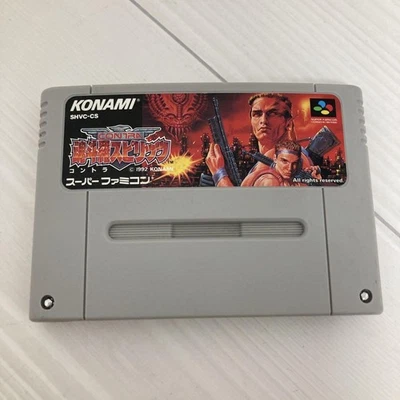 KONAMI
SHVC-CS
CONTRA
魂斗羅スピリッツ
コントラ
© 1992 KONAMI
スーパーファミコン
All rights reserved.